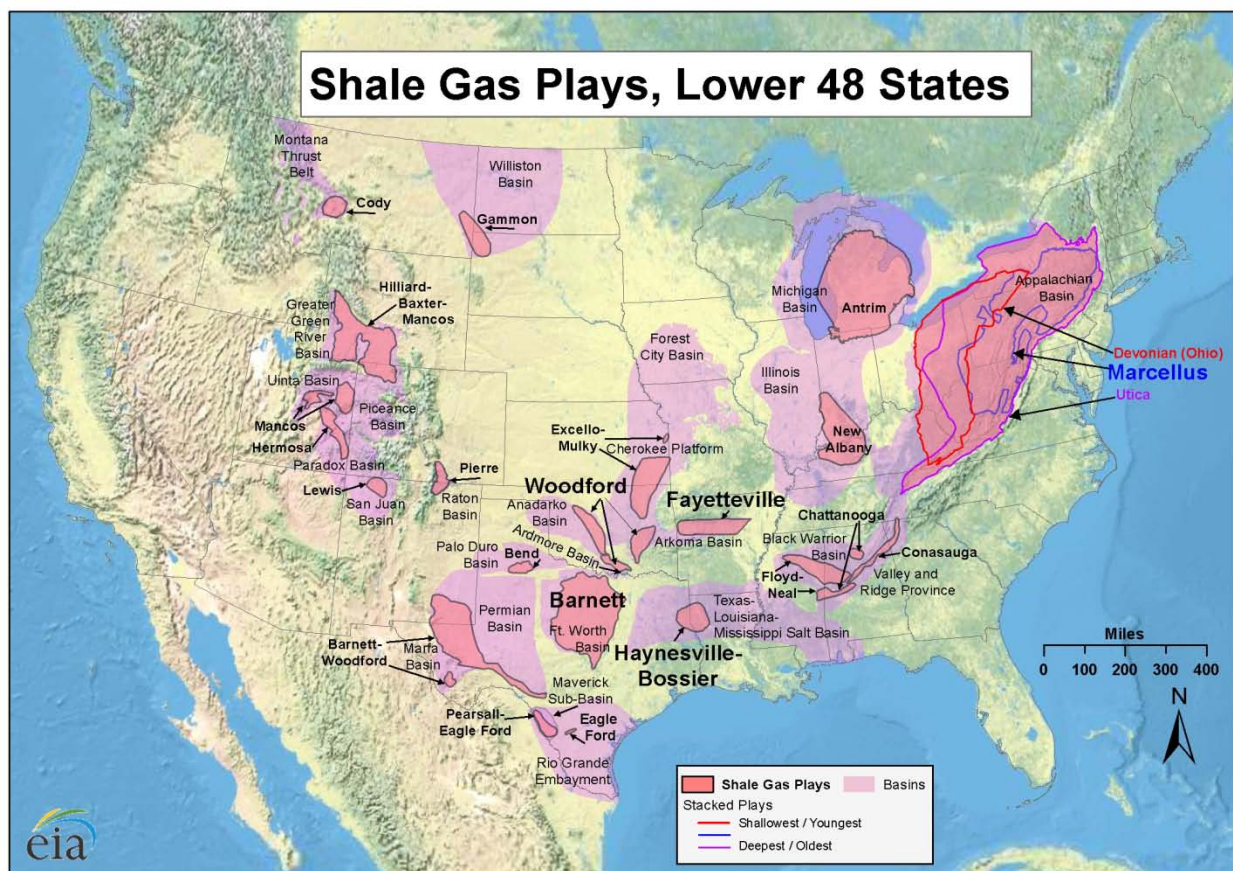 Shale Gas Plays, Lower 48 States
Montana
Thrust
Belt
Cody
Williston
Basin
Gammon
Hilliard-
Baxter-
Mancos
Greater
Green
River
Basin
Uinta Basin
Mancos
Piceance
Basin
Hermosa
Paradox Basin
Lewis
San Juan
Basin
Pierre
Raton
Basin
Michigan
Basin
Antrim
Appalachian
Basin
Devonian (Ohio)
Marcellus
Utica
Forest
City Basin
Illinois
Basin
New
Albany
Excello-
Mulky
Cherokee Platform
Woodford
Anadarko
Basin
Ardmore Basin
Fayetteville
Arkoma Basin
Chattanooga
Black Warrior
Basin
Conasauga
Floyd-
Neal
Valley and
Ridge Province
Palo Duro
Basin
Bend
Barnett
Ft. Worth
Basin
Permian
Basin
Marfa
Basin
Barnett-
Woodford
Texas-
Louisiana-
Mississippi Salt Basin
Haynesville-
Bossier
Maverick
Sub-Basin
Pearsall-
Eagle Ford
Eagle
Ford
Rio Grande
Embayment
Miles
0 100 200 300 400
N
Shale Gas Plays
Basins
Stacked Plays
Shallowest / Youngest
Deepest / Oldest
eia